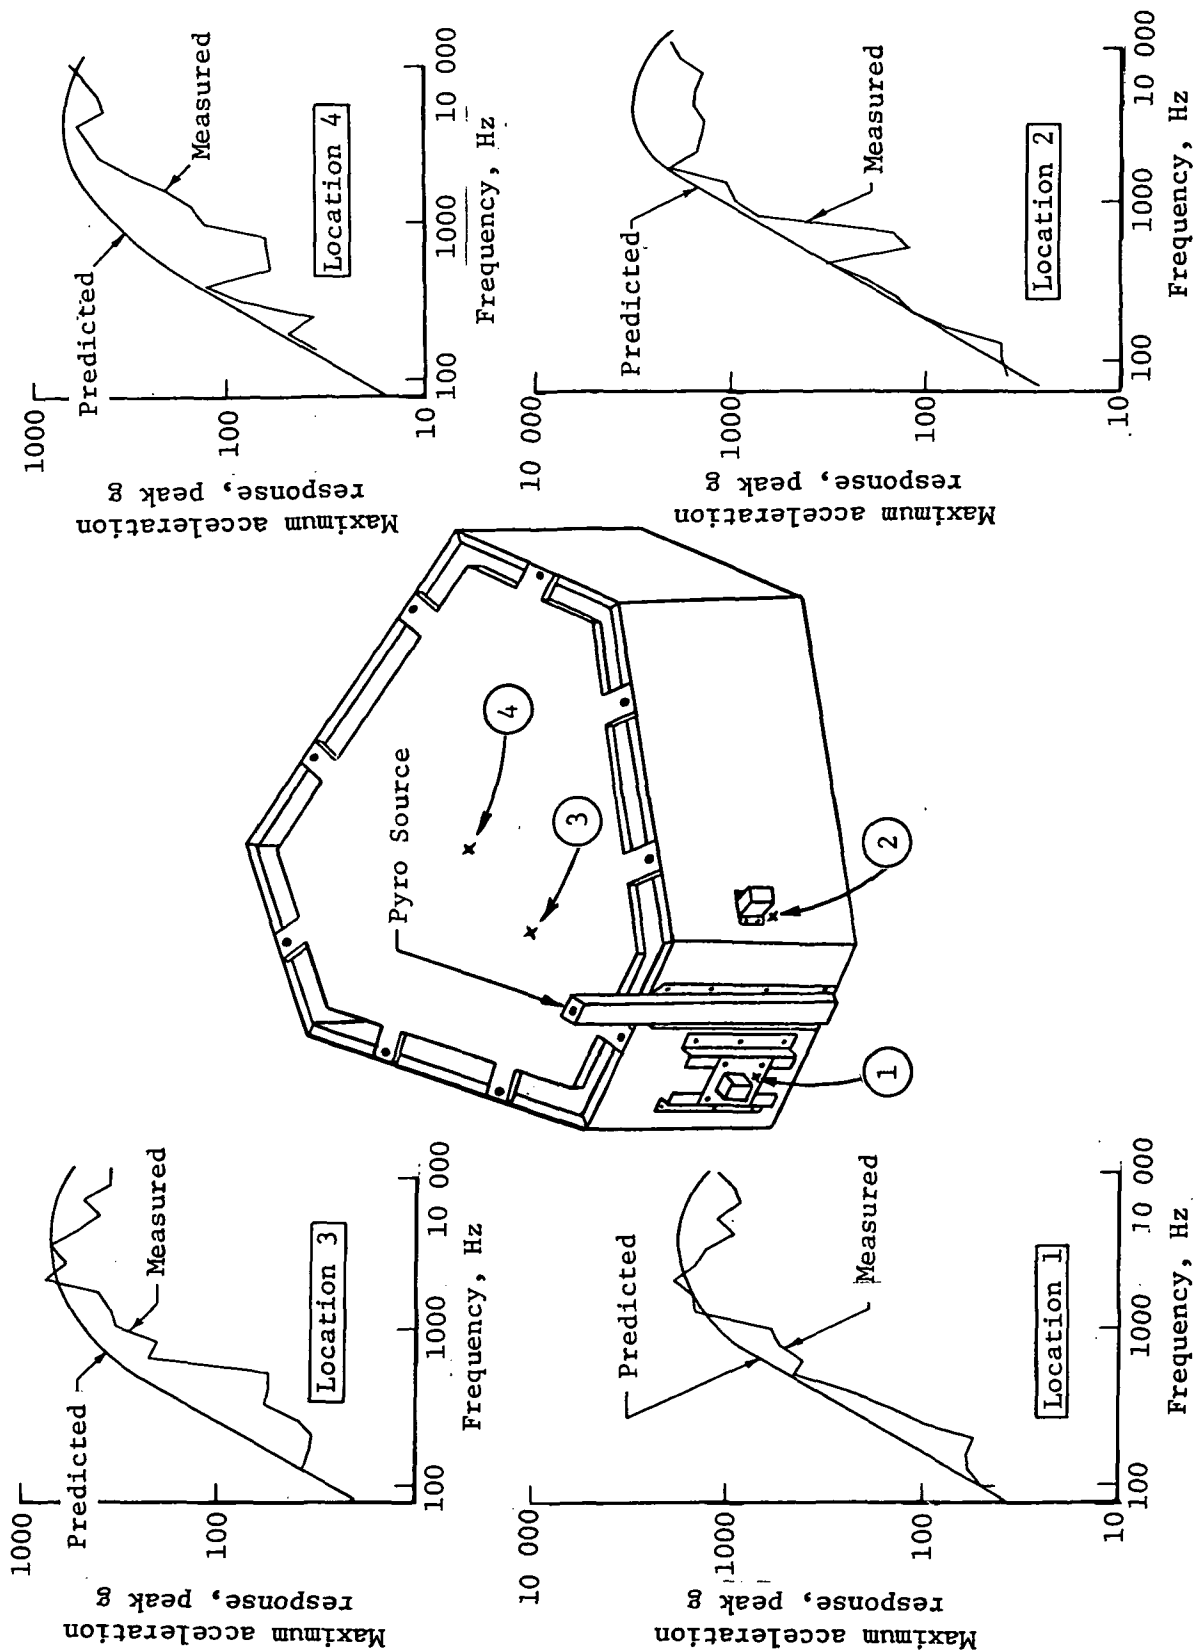 1000
100
10
Maximum acceleration
response, peak g
Predicted
Measured
Location 3
100
1000
10 000
Frequency, Hz
1000
100
10
Maximum acceleration
response, peak g
Predicted
Measured
Location 4
100
1000
10 000
Frequency, Hz
Pyro Source
4
3
2
1
10 000
1000
100
10
Maximum acceleration
response, peak g
Predicted
Measured
Location 1
100
1000
10 000
Frequency, Hz
10 000
1000
100
10
Maximum acceleration
response, peak g
Predicted
Measured
Location 2
100
1000
10 000
Frequency, Hz